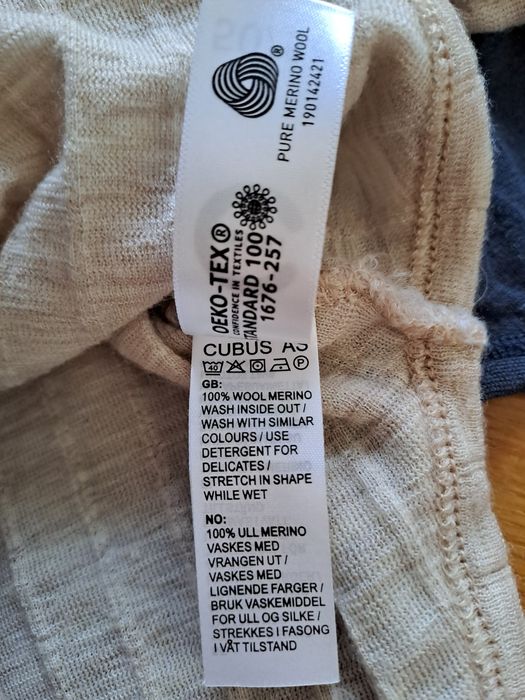 ®
PURE MERINO WOOL
190142421
OEKO-TEX®
CONFIDENCE IN TEXTILES
STANDARD 100
1676-257
CUBUS AS
40 P
GB:
100% WOOL MERINO
WASH INSIDE OUT /
WASH WITH SIMILAR
COLOURS / USE
DETERGENT FOR
DELICATES /
STRETCH IN SHAPE
WHILE WET
NO:
100% ULL MERINO
VASKES MED
VRANGEN UT /
VASKES MED
LIGNENDE FARGER /
BRUK VASKEMIDDEL
FOR ULL OG SILKE /
STREKKES I FASONG
I VÅT TILSTAND